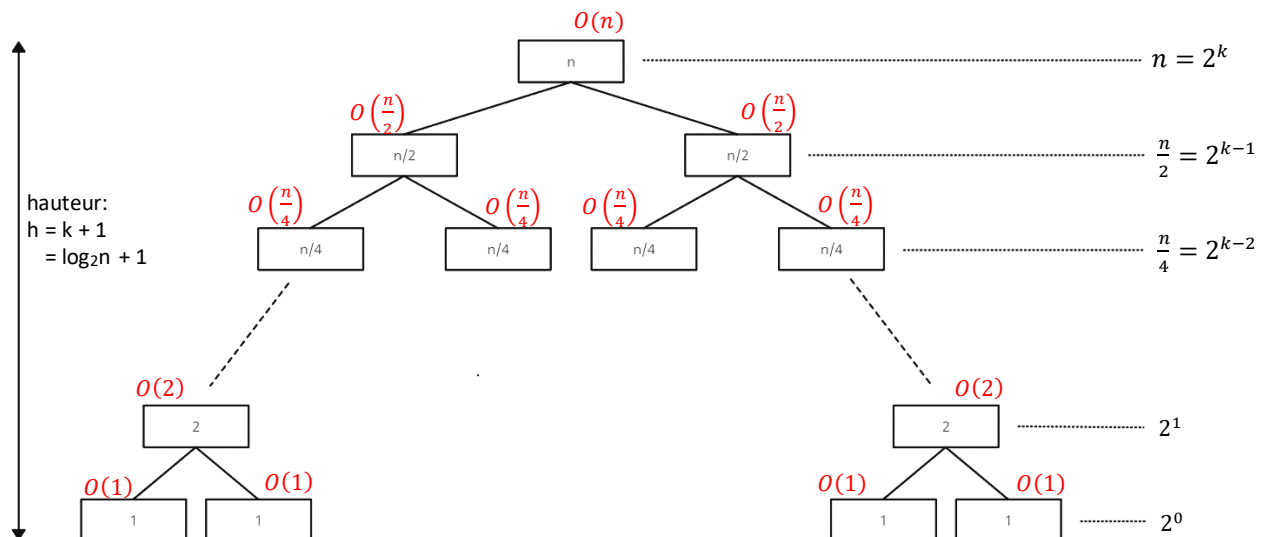 O(n)
n
n = 2^k
O(n/2) O(n/2)
n/2 n/2
n/2 = 2^{k−1}
hauteur:
h = k + 1
= log₂n + 1
O(n/4) O(n/4) O(n/4) O(n/4)
n/4 n/4 n/4 n/4
n/4 = 2^{k−2}
O(2) O(2)
2 2
2^1
O(1) O(1) O(1) O(1)
1 1 1 1
2^0